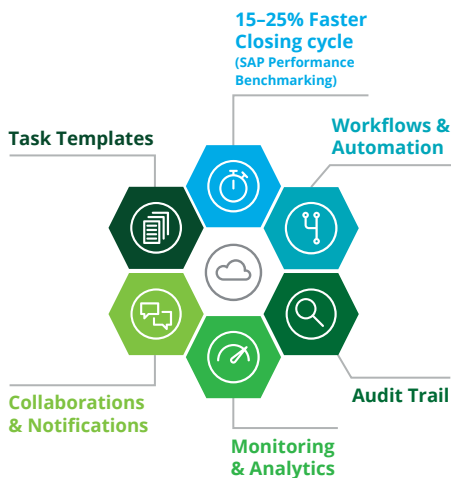 15–25% Faster
Closing cycle
(SAP Performance
Benchmarking)
Workflows &
Automation
Task Templates
Audit Trail
Collaborations
& Notifications
Monitoring
& Analytics